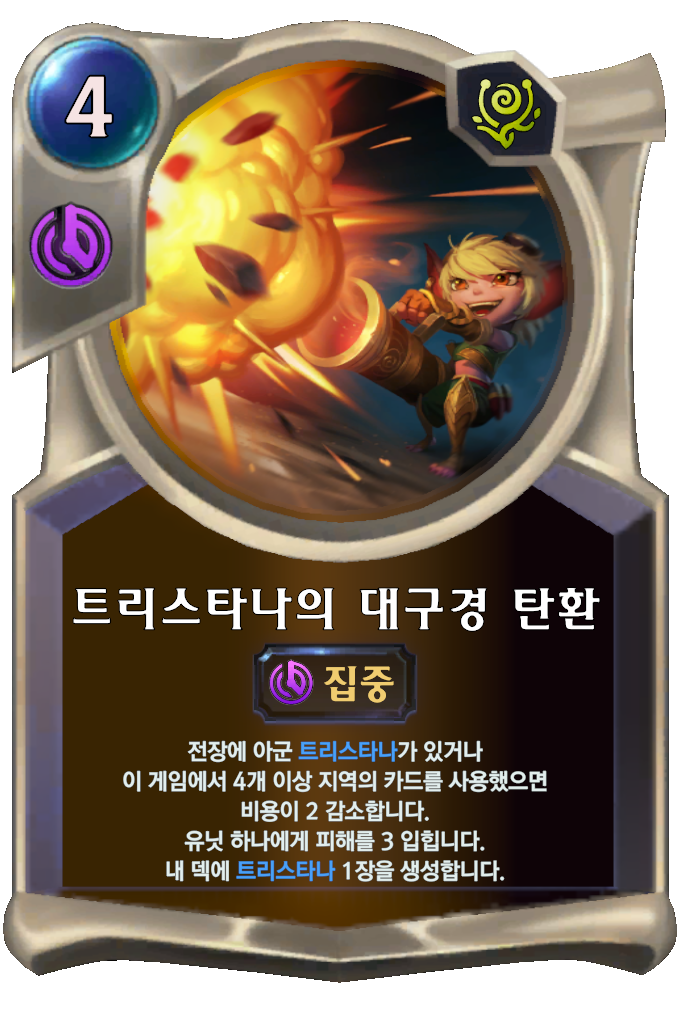 4
트리스타나의 대구경 탄환
집중
전장에 아군 트리스타나가 있거나
이 게임에서 4개 이상 지역의 카드를 사용했으면
비용이 2 감소합니다.
유닛 하나에게 피해를 3 입힙니다.
내 덱에 트리스타나 1장을 생성합니다.